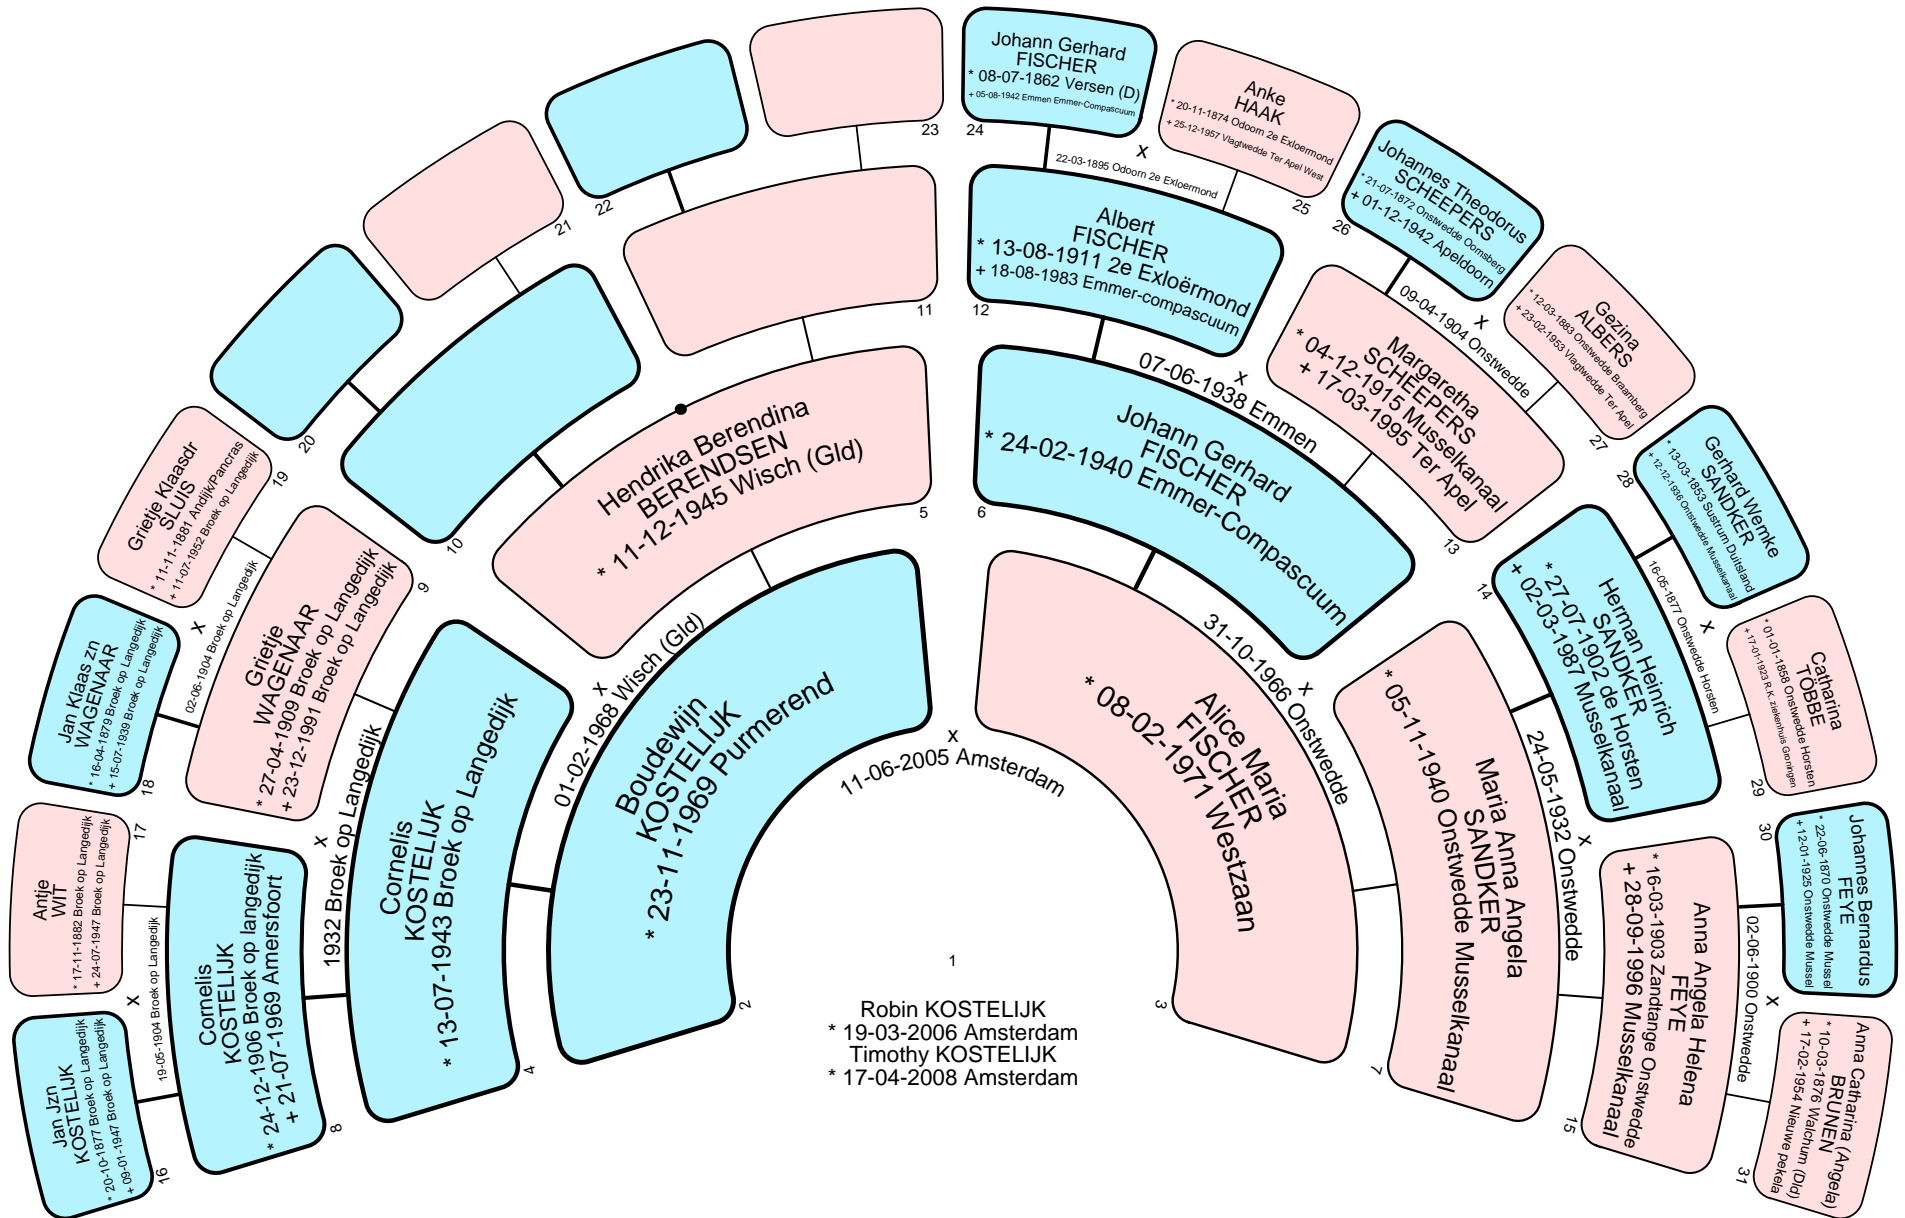 1
Robin KOSTELIJK
* 19-03-2006 Amsterdam
Timothy KOSTELIJK
* 17-04-2008 Amsterdam
Boudewijn
KOSTELIJK
* 23-11-1969 Purmerend
2
x
11-06-2005 Amsterdam
Alice Maria
FISCHER
* 08-02-1971 Westzaan
3
Cornelis
KOSTELIJK
* 13-07-1943 Broek op Langedijk
4
x
01-02-1968 Wisch (Gld)
Hendrika Berendina
BERENDSEN
* 11-12-1945 Wisch (Gld)
5
Johann Gerhard
FISCHER
* 24-02-1940 Emmer-Compascuum
6
x
31-10-1966 Onstwedde
Maria Anna Angela
SANDKER
* 05-11-1940 Onstwedde Musselkanaal
7
Cornelis
KOSTELIJK
* 24-12-1906 Broek op langedijk
+ 21-07-1969 Amersfoort
8
x
1932 Broek op Langedijk
Grietje
WAGENAAR
* 27-04-1909 Broek op Langedijk
+ 23-12-1991 Broek op Langedijk
9
10
11
Albert
FISCHER
* 13-08-1911 2e Exloërmond
+ 18-08-1983 Emmer-compascuum
12
x
07-06-1938 Emmen
Margaretha
SCHEEPERS
* 04-12-1915 Musselkanaal
+ 17-03-1995 Ter Apel
13
Herman Heinrich
SANDKER
* 27-07-1902 de Horsten
+ 02-03-1987 Musselkanaal
14
x
24-05-1932 Onstwedde
Anna Angela Helena
FEYE
* 16-03-1903 Zandtange Onstwedde
+ 28-09-1996 Musselkanaal
15
Jan Jzn
KOSTELIJK
* 20-10-1877 Broek op Langedijk
+ 09-01-1947 Broek op Langedijk
16
x
19-05-1904 Broek op Langedijk
Antje
WIT
* 17-11-1882 Broek op Langedijk
+ 24-07-1947 Broek op Langedijk
17
Jan Klaas zn
WAGENAAR
* 16-04-1879 Broek op Langedijk
+ 15-07-1939 Broek op Langedijk
18
x
02-06-1904 Broek op Langedijk
Grietje Klaasdr
SLUIS
* 11-11-1881 Andijk/Pancras
+ 11-07-1952 Broek op Langedijk
19
20
21
22
23
Johann Gerhard
FISCHER
* 08-07-1862 Versen (D)
+ 05-08-1942 Emmen Emmer-Compascuum
24
x
22-03-1895 Odoorn 2e Exloermond
Anke
HAAK
* 20-11-1874 Odoorn 2e Exloermond
+ 25-12-1957 Vlagtwedde Ter Apel West
25
Johannes Theodorus
SCHEEPERS
* 21-07-1872 Onstwedde Oomsberg
+ 01-12-1942 Apeldoorn
26
x
09-04-1904 Onstwedde
Gezina
ALBERS
* 12-03-1883 Onstwedde Braamberg
+ 23-02-1953 Vlagtwedde Ter Apel
27
Gerhard Wemke
SANDKER
* 13-03-1853 Sustrum Duitsland
+ 12-12-1936 Ontstwedde Musselkanaal
28
x
16-05-1877 Onstwedde Horsten
Catharina
TÖBBE
* 01-01-1858 Onstwedde Horsten
+ 17-01-1923 R.K. ziekenhuis Groningen
29
Johannes Bernardus
FEYE
* 22-06-1870 Onstwedde Mussel
+ 12-01-1925 Onstwedde Mussel
30
x
02-06-1900 Onstwedde
Anna Catharina (Angela)
BRUNEN
* 10-03-1876 Walchum (Dld)
+ 17-02-1954 Nieuwe pekela
31